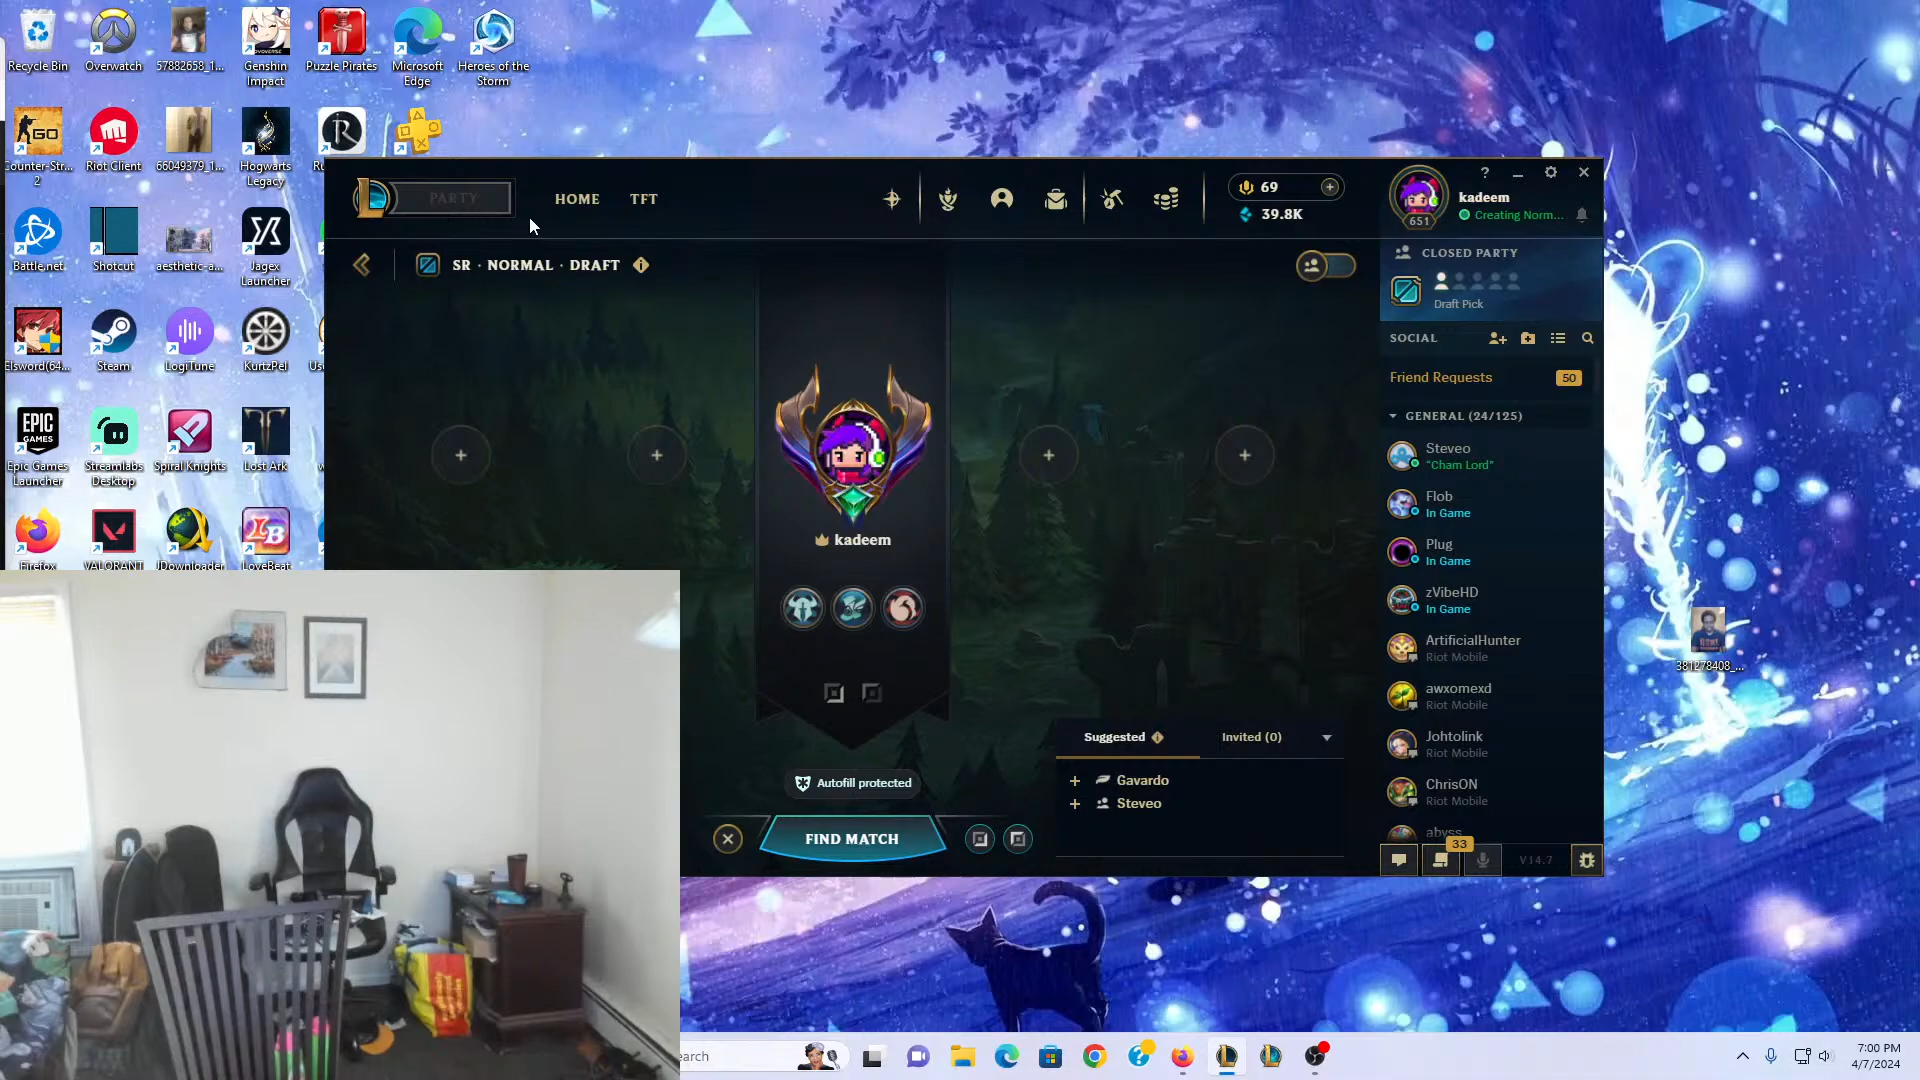 Recycle Bin
Overwatch
57882658_1...
Genshin
Impact
Puzzle Pirates
Microsoft
Edge
Heroes of the
Storm
Counter-Str...
2
Riot Client
66049379_1...
Hogwarts
Legacy
Battle.net
Shotcut
aesthetic-a...
Jagex
Launcher
Elsword(64...
Steam
LogiTune
KurtzPel
Epic Games
Launcher
Streamlabs
Desktop
Spiral Knights
Lost Ark
Firefox
VALORANT
JDownloader
LoveBeat
GO
EPIC
GAMES
PARTY
HOME
TFT
69
39.8K
651
kadeem
Creating Norm...
SR · NORMAL · DRAFT
CLOSED PARTY
Draft Pick
SOCIAL
Friend Requests
50
GENERAL (24/125)
Steveo
"Cham Lord"
Flob
In Game
Plug
In Game
zVibeHD
In Game
ArtificialHunter
Riot Mobile
awxomexd
Riot Mobile
Johtolink
Riot Mobile
ChrisON
Riot Mobile
abyss
kadeem
Autofill protected
FIND MATCH
Suggested
Invited (0)
Gavardo
Steveo
33
V14.7
381278408_...
earch
7:00 PM
4/7/2024